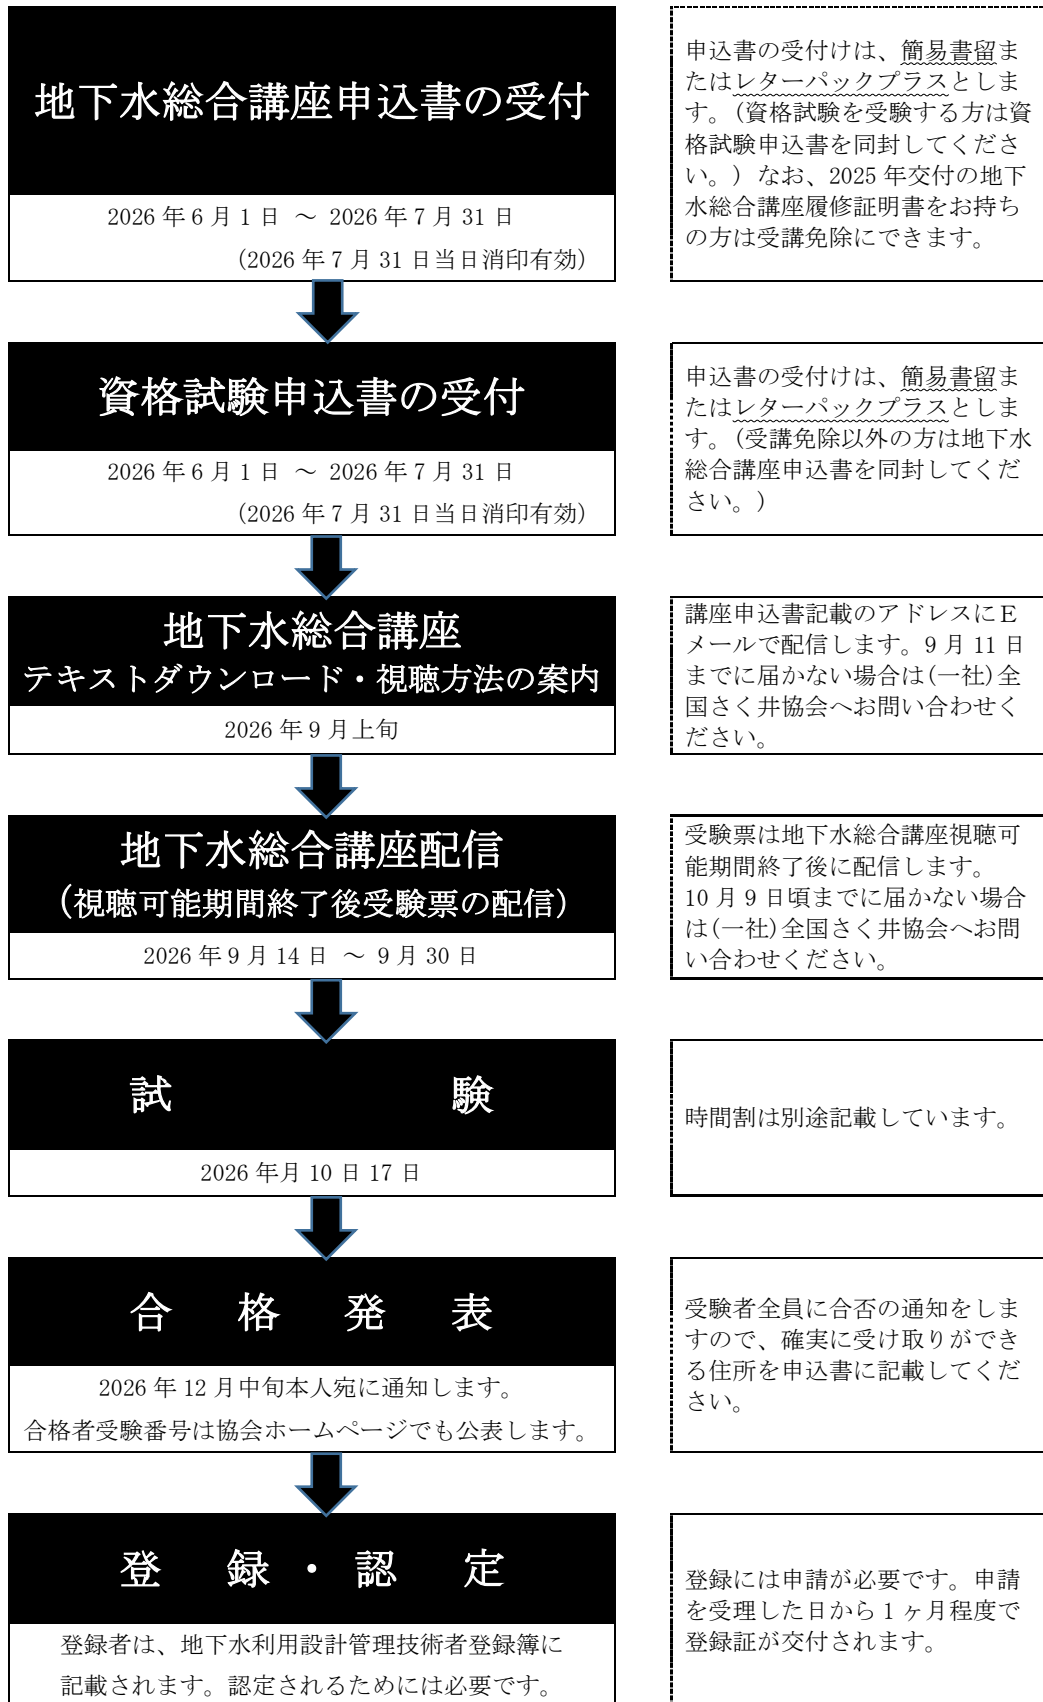 地下水総合講座申込書の受付
2026年6月1日 ～ 2026年7月31日
(2026年7月31日当日消印有効)
申込書の受付けは、簡易書留ま
たはレターパックプラスとしま
す。(資格試験を受験する方は資
格試験申込書を同封してくださ
い。) なお、2025年交付の地下
水総合講座履修証明書をお持ち
の方は受講免除にできます。
資格試験申込書の受付
2026年6月1日 ～ 2026年7月31日
(2026年7月31日当日消印有効)
申込書の受付けは、簡易書留ま
たはレターパックプラスとしま
す。(受講免除以外の方は地下水
総合講座申込書を同封してくだ
さい。)
地下水総合講座
テキストダウンロード・視聴方法の案内
2026年9月上旬
講座申込書記載のアドレスにE
メールで配信します。9月11日
までに届かない場合は(一社)全
国さく井協会へお問い合わせく
ださい。
地下水総合講座配信
(視聴可能期間終了後受験票の配信)
2026年9月14日 ～ 9月30日
受験票は地下水総合講座視聴可
能期間終了後に配信します。
10月9日頃までに届かない場合
は(一社)全国さく井協会へお問
い合わせください。
試 験
2026年月10日17日
時間割は別途記載しています。
合 格 発 表
2026年12月中旬本人宛に通知します。
合格者受験番号は協会ホームページでも公表します。
受験者全員に合否の通知をしま
すので、確実に受け取りができ
る住所を申込書に記載してくだ
さい。
登 録 ・ 認 定
登録者は、地下水利用設計管理技術者登録簿に
記載されます。認定されるためには必要です。
登録には申請が必要です。申請
を受理した日から1ヶ月程度で
登録証が交付されます。